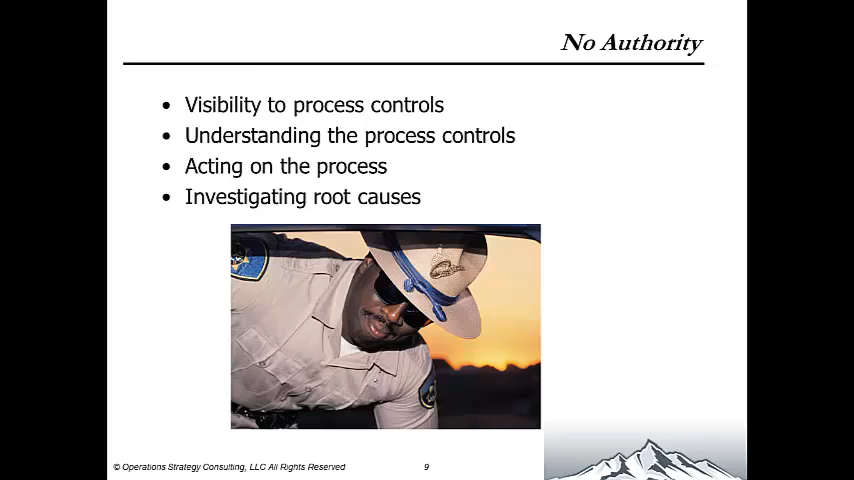 No Authority
• Visibility to process controls
• Understanding the process controls
• Acting on the process
• Investigating root causes
© Operations Strategy Consulting, LLC All Rights Reserved
9